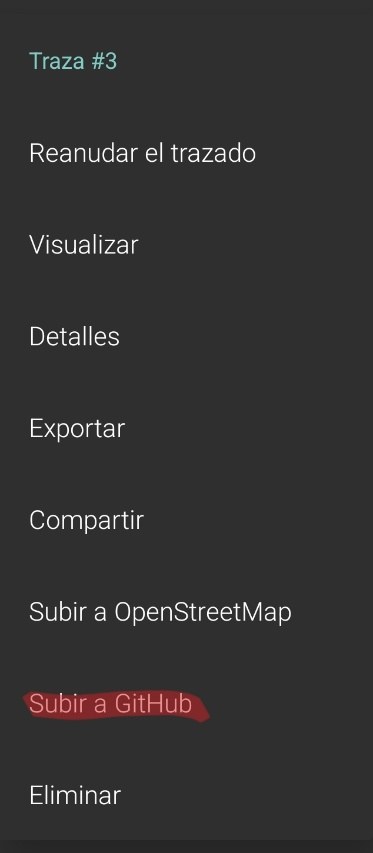 Traza #3
Reanudar el trazado
Visualizar
Detalles
Exportar
Compartir
Subir a OpenStreetMap
Subir a GitHub
Eliminar